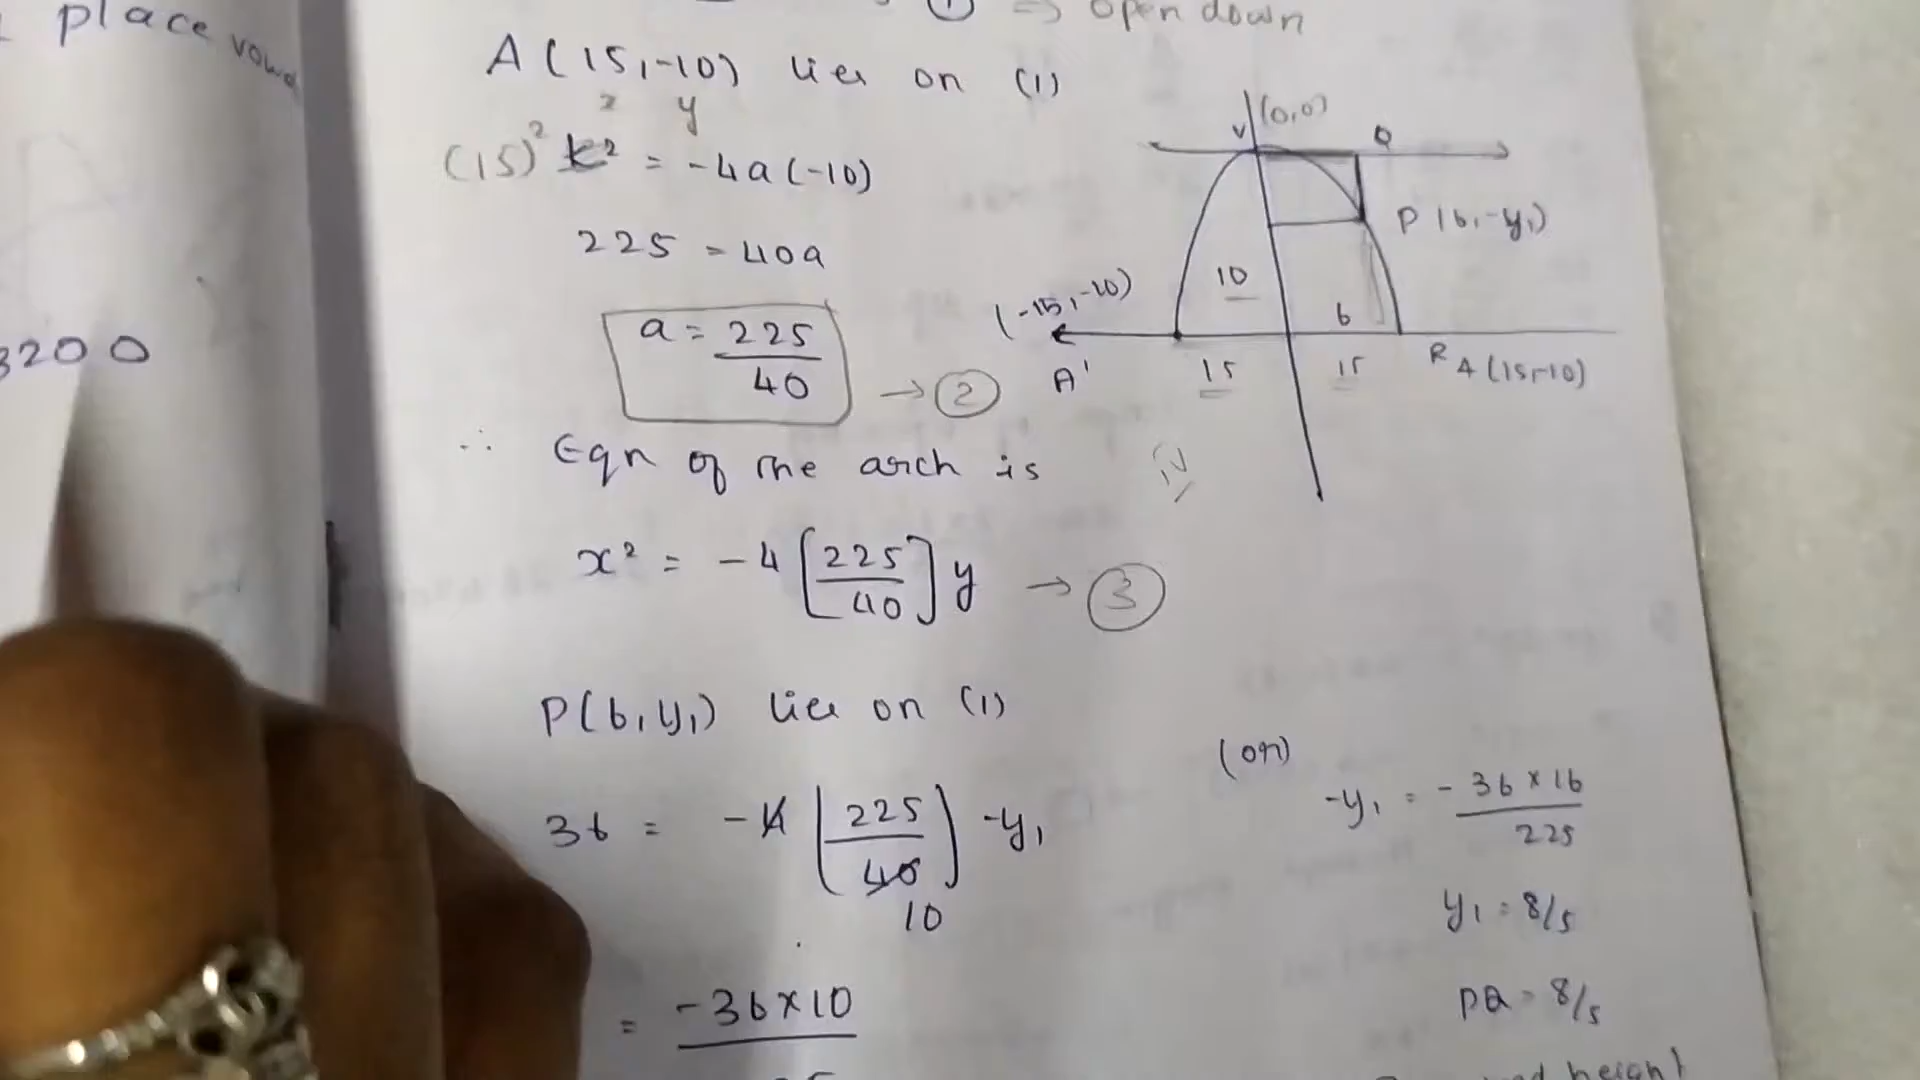 place vowe
3200
① => open down
A(15,-10) lies on (1)
x y
(15)² = -4a(-10)
225 = 40a
a = 225/40 → ②
∴ Eqn of the arch is
x² = -4 [225/40] y → ③
P(6,y₁) lies on (1)
36 = -4 (225/40) -y₁
10
= -36×10
V (0,0) Q
P(6,-y₁)
10
6
(-15,-10)
A'
15 15
R A(15,-10)
(or)
-y₁ = - 36×16/225
y₁ = 8/5
PQ = 8/5
height